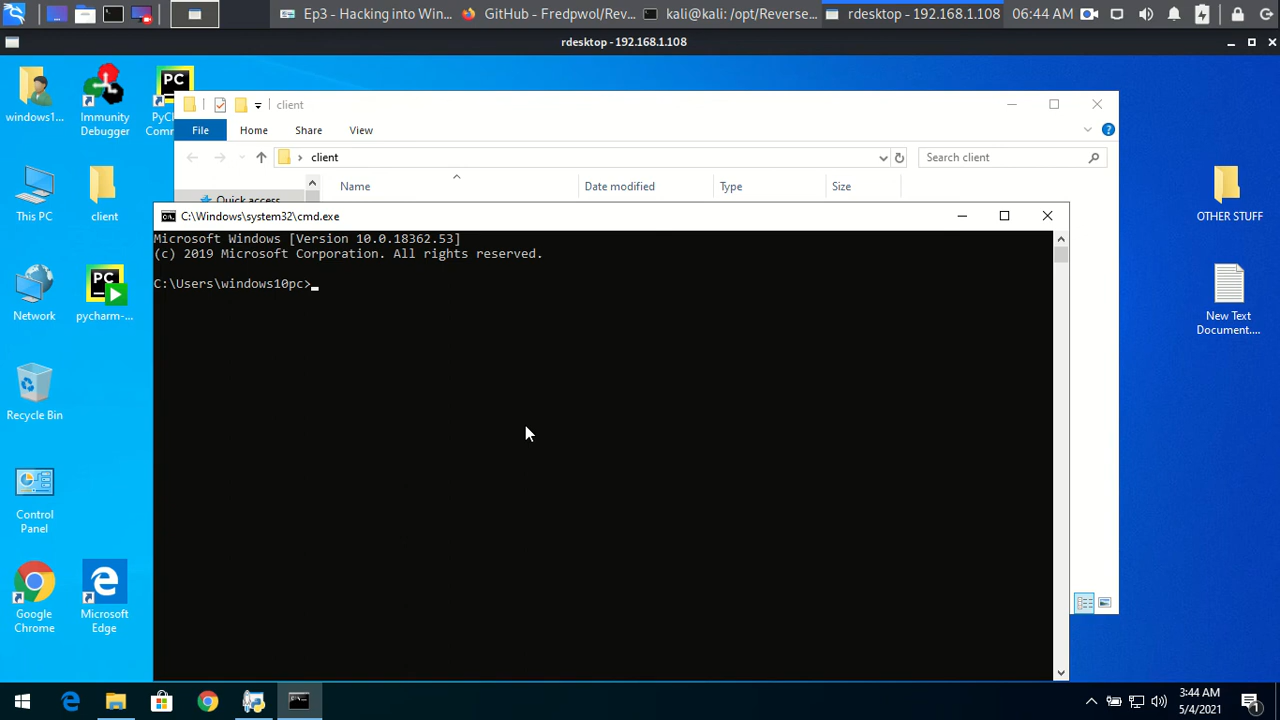 Ep3 - Hacking into Win...
GitHub - Fredpwol/Rev...
kali@kali: /opt/Reverse...
rdesktop - 192.168.1.108
06:44 AM
rdesktop - 192.168.1.108
windows1...
Immunity Debugger
PC
PyCh
Comm
client
File
Home
Share
View
client
Search client
Name
Date modified
Type
Size
Quick access
This PC
client
OTHER STUFF
C:\Windows\system32\cmd.exe
Microsoft Windows [Version 10.0.18362.53]
(c) 2019 Microsoft Corporation. All rights reserved.
C:\Users\windows10pc>
PC
Network
pycharm-...
New Text
Document....
Recycle Bin
Control
Panel
Google
Chrome
Microsoft
Edge
3:44 AM
5/4/2021
1